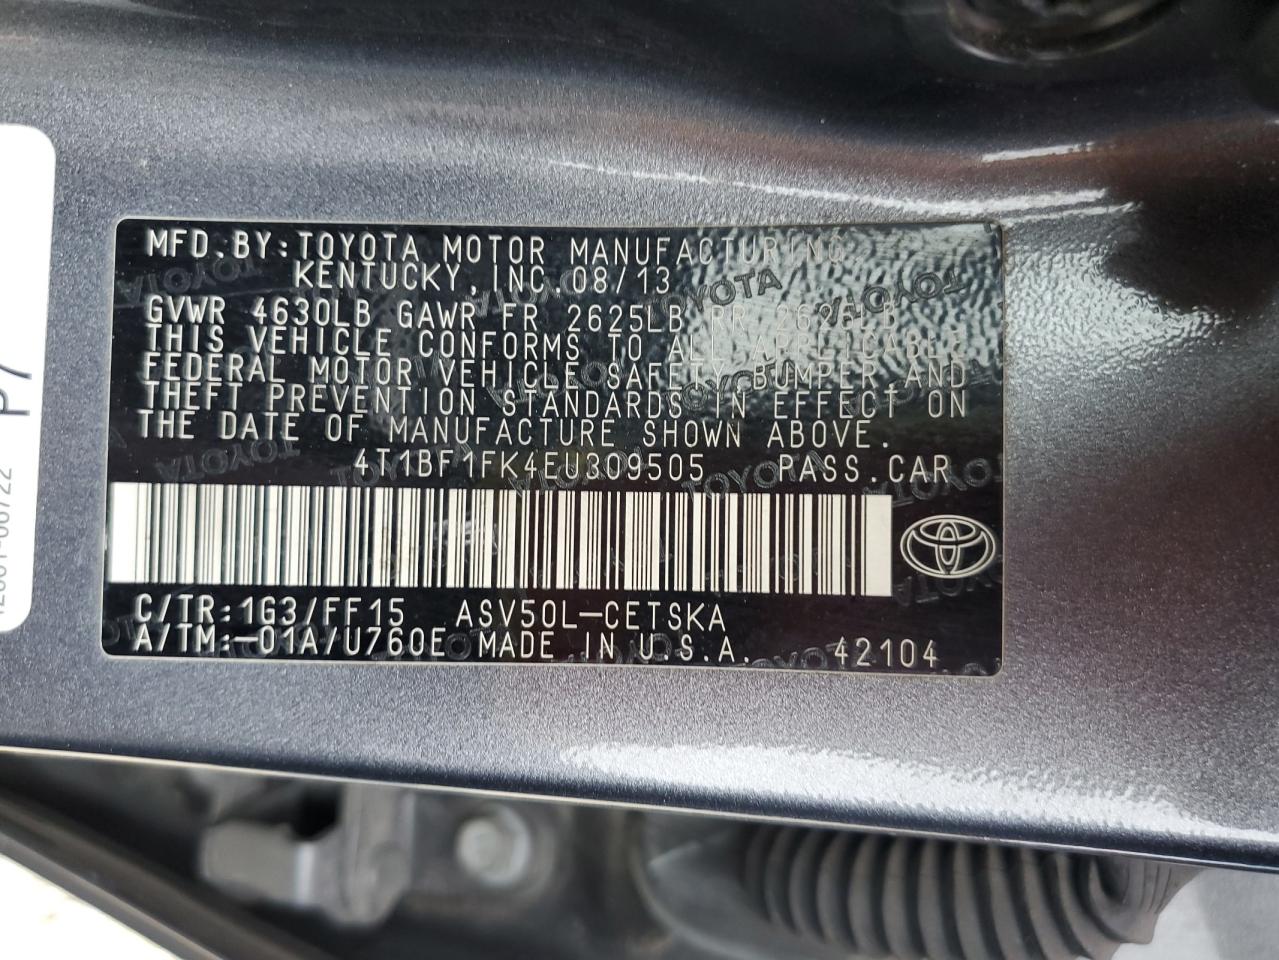 MFD.BY:TOYOTA MOTOR MANUFACTURING
KENTUCKY,INC.08/13
GVWR 4630LB GAWR FR 2625LB RR 2625LB
THIS VEHICLE CONFORMS TO ALL APPLICABLE
FEDERAL MOTOR VEHICLE SAFETY,BUMPER,AND
THEFT PREVENTION STANDARDS IN EFFECT ON
THE DATE OF MANUFACTURE SHOWN ABOVE.
4T1BF1FK4EU309505 PASS.CAR
C/TR:1G3/FF15 ASV50L-CETSKA
A/TM:-01A/U760E MADE IN U.S.A. 42104
P7